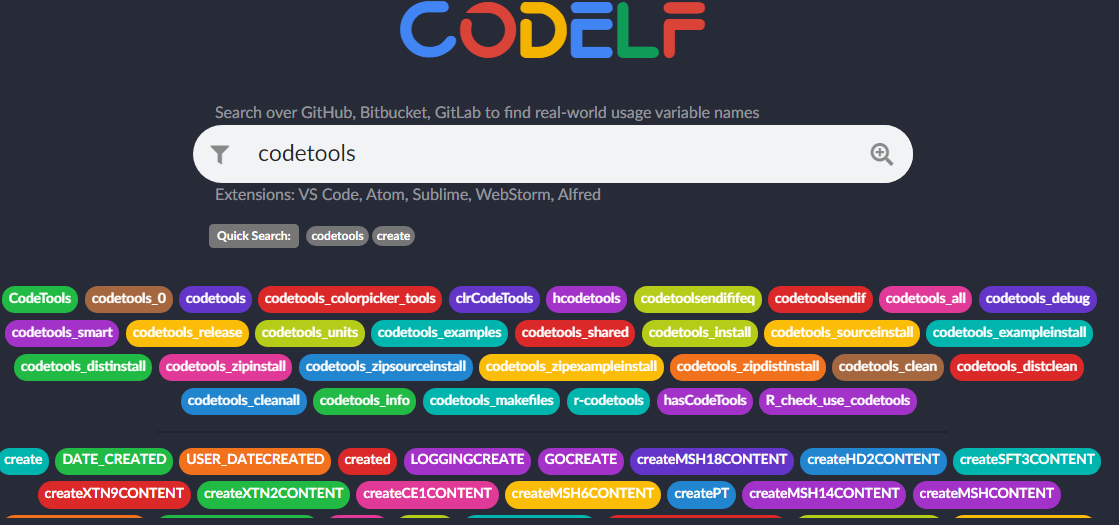 CODELF
Search over GitHub, Bitbucket, GitLab to find real-world usage variable names
codetools
Extensions: VS Code, Atom, Sublime, WebStorm, Alfred
Quick Search: codetools create
CodeTools codetools_0 codetools codetools_colorpicker_tools clrCodeTools hcodetools codetoolsendififeq codetoolsendif codetools_all codetools_debug
codetools_smart codetools_release codetools_units codetools_examples codetools_shared codetools_install codetools_sourceinstall codetools_exampleinstall
codetools_distinstall codetools_zipinstall codetools_zipsourceinstall codetools_zipexampleinstall codetools_zipdistinstall codetools_clean codetools_distclean
codetools_cleanall codetools_info codetools_makefiles r-codetools hasCodeTools R_check_use_codetools
create DATE_CREATED USER_DATECREATED created LOGGINGCREATE GOCREATE createMSH18CONTENT createHD2CONTENT createSFT3CONTENT
createXTN9CONTENT createXTN2CONTENT createCE1CONTENT createMSH6CONTENT createPT createMSH14CONTENT createMSHCONTENT